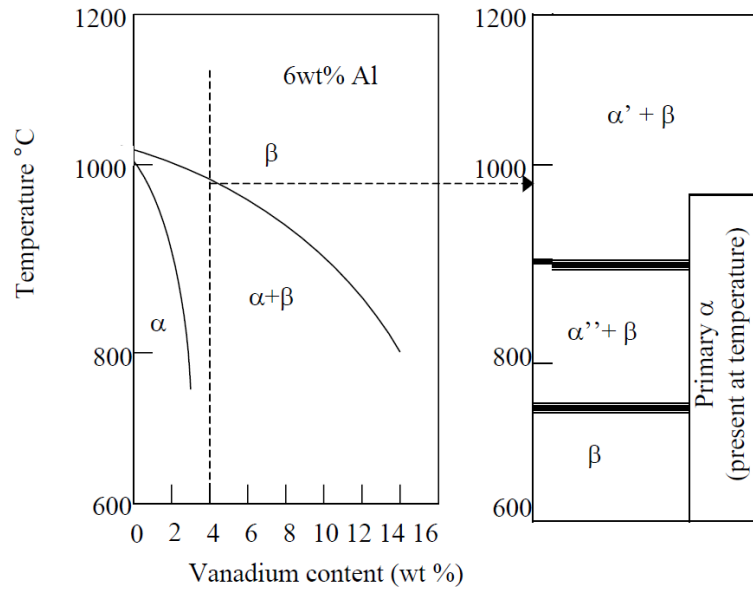 1200
6wt% Al
β
1000
α
α+β
800
600
0 2 4 6 8 10 12 14 16
Vanadium content (wt %)
Temperature °C
1200
α' + β
1000
α''+ β
800
β
600
Primary α
(present at temperature)